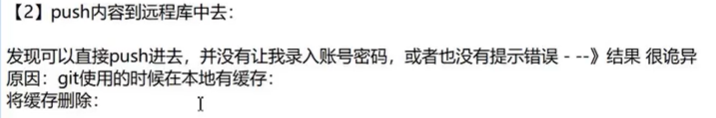 【2】push内容到远程库中去：
发现可以直接push进去，并没有让我录入账号密码，或者也没有提示错误 - --》结果 很诡异
原因：git使用的时候在本地有缓存：
将缓存删除：